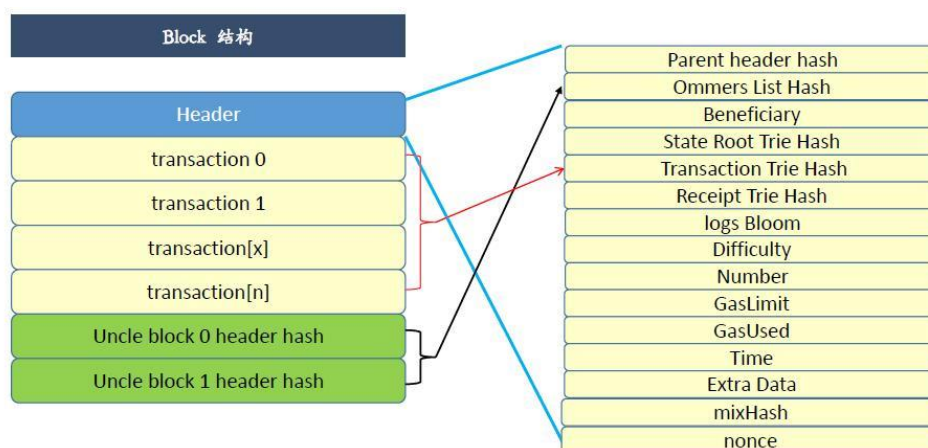 Block 结构
Header
transaction 0
transaction 1
transaction[x]
transaction[n]
Uncle block 0 header hash
Uncle block 1 header hash
Parent header hash
Ommers List Hash
Beneficiary
State Root Trie Hash
Transaction Trie Hash
Receipt Trie Hash
logs Bloom
Difficulty
Number
GasLimit
GasUsed
Time
Extra Data
mixHash
nonce